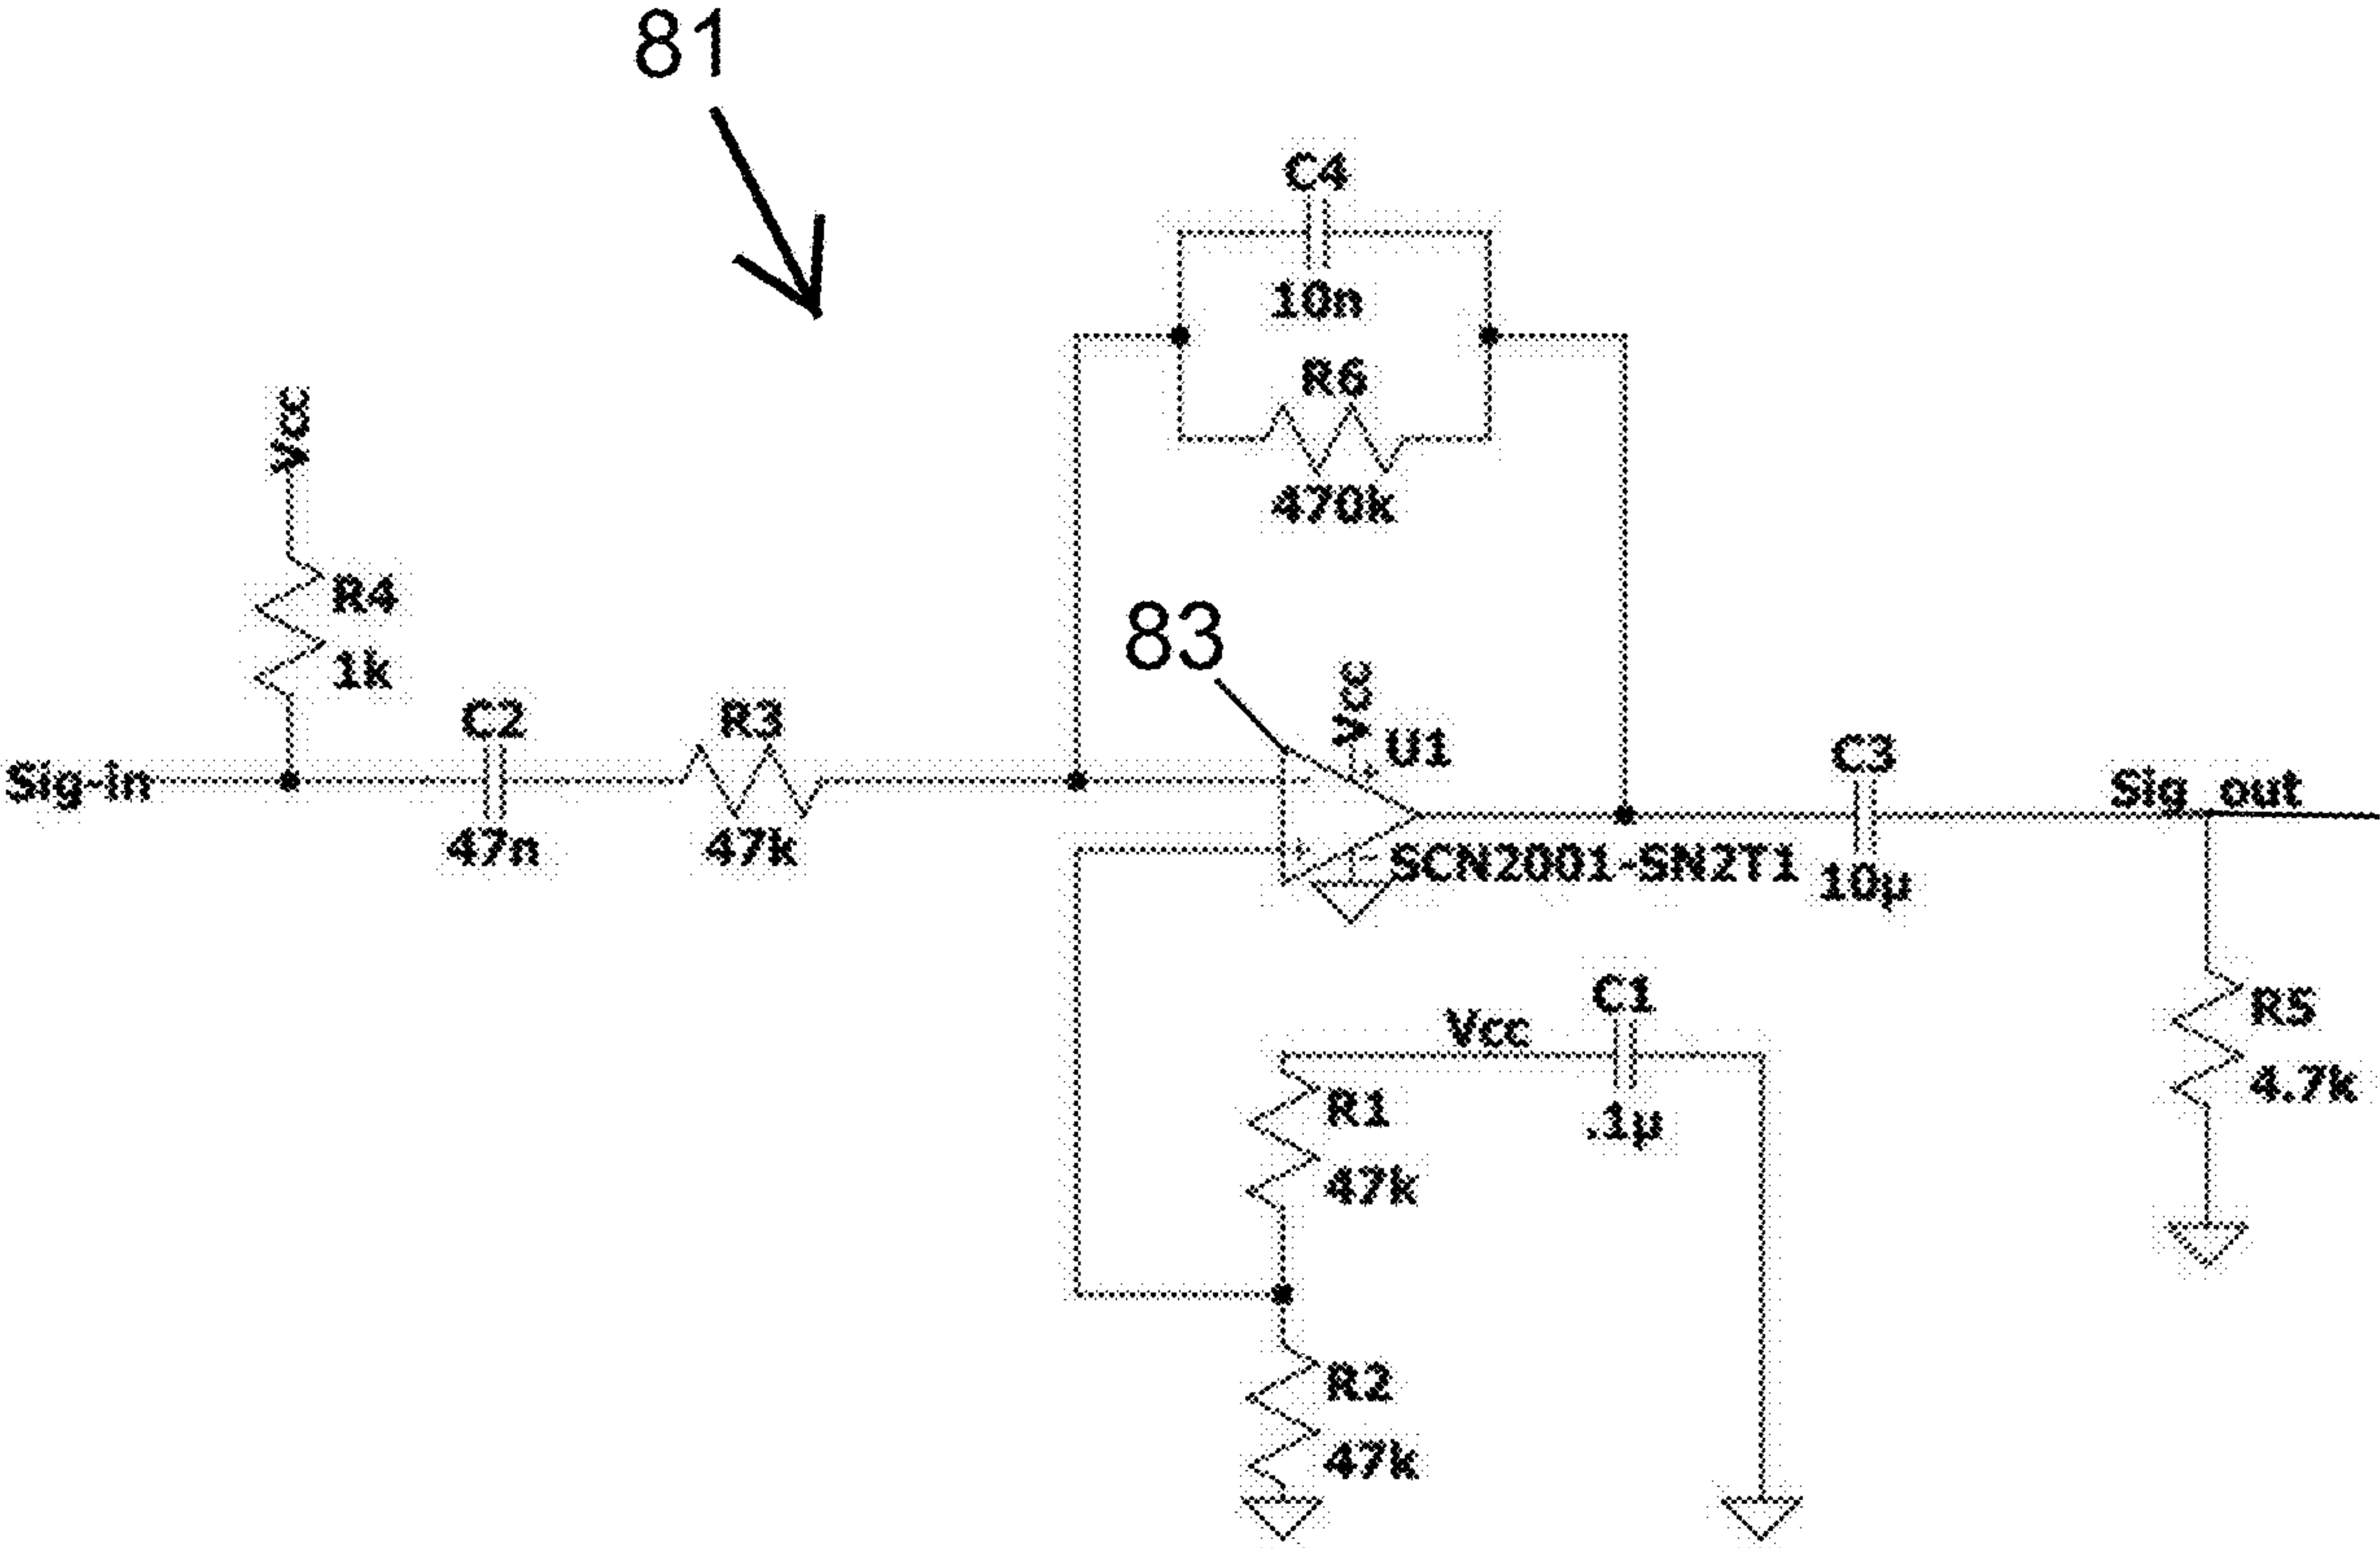 81
C4
10n
R6
470k
vcc
R4
1k
83
vcc
C2
R3
U1
C3
Sig-in
Sig_out
47n
47k
SCN2001-SN2T1
10µ
C1
Vcc
R5
4.7k
R1
.1µ
47k
R2
47k